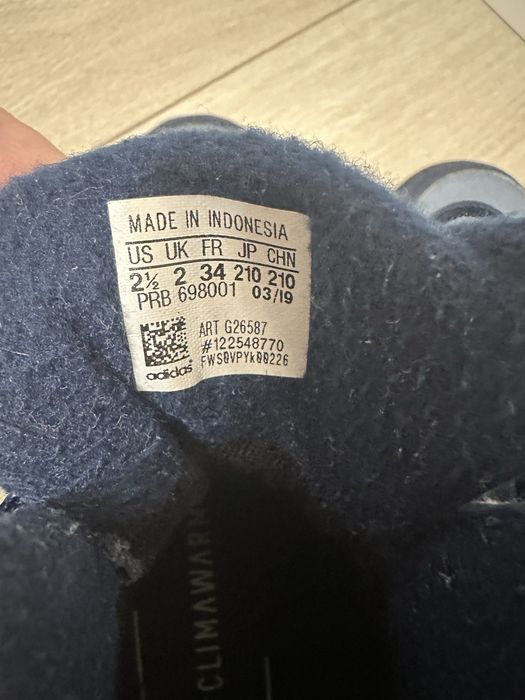 MADE IN INDONESIA
US UK FR JP CHN
2½ 2 34 210 210
PRB 698001 03/19
ART G26587
#122548770
FWS0VPYk00226
adidas
CLIMAWARM